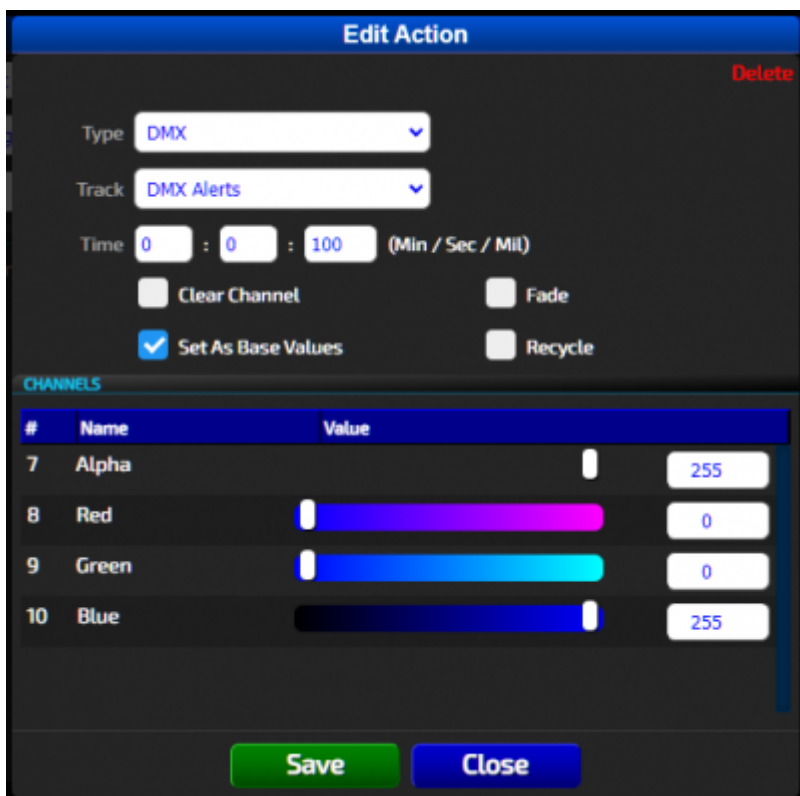 Edit Action
Delete
Type DMX
Track DMX Alerts
Time 0 : 0 : 100 (Min / Sec / Mil)
Clear Channel Fade
Set As Base Values Recycle
CHANNELS
# Name Value
7 Alpha 255
8 Red 0
9 Green 0
10 Blue 255
Save Close